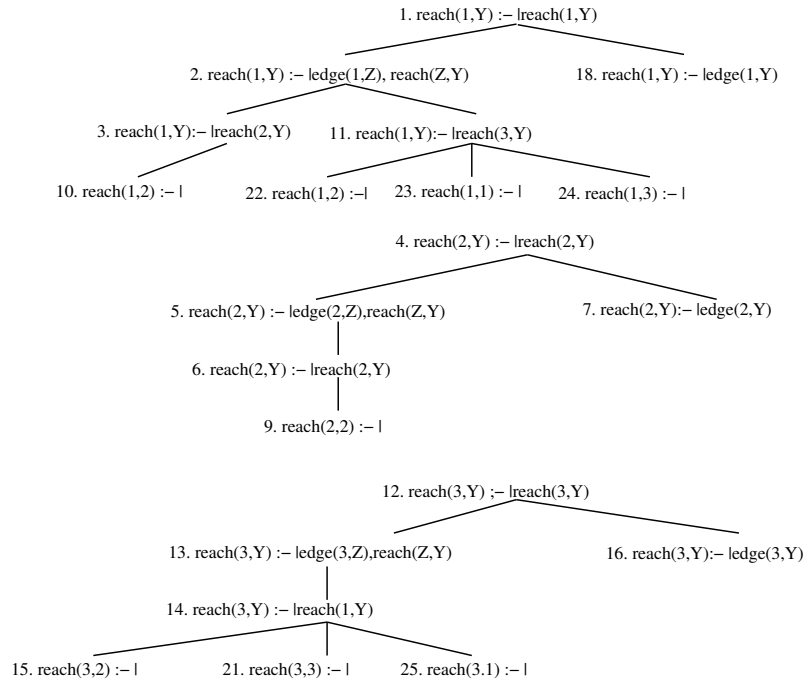 1. reach(1,Y) :− |reach(1,Y)
2. reach(1,Y) :− |edge(1,Z), reach(Z,Y)
18. reach(1,Y) :− |edge(1,Y)
3. reach(1,Y):− |reach(2,Y)
11. reach(1,Y):− |reach(3,Y)
10. reach(1,2) :− |
22. reach(1,2) :−|
23. reach(1,1) :− |
24. reach(1,3) :− |
4. reach(2,Y) :− |reach(2,Y)
5. reach(2,Y) :− |edge(2,Z),reach(Z,Y)
7. reach(2,Y):− |edge(2,Y)
6. reach(2,Y) :− |reach(2,Y)
9. reach(2,2) :− |
12. reach(3,Y) ;− |reach(3,Y)
13. reach(3,Y) :− |edge(3,Z),reach(Z,Y)
16. reach(3,Y):− |edge(3,Y)
14. reach(3,Y) :− |reach(1,Y)
15. reach(3,2) :− |
21. reach(3,3) :− |
25. reach(3.1) :− |